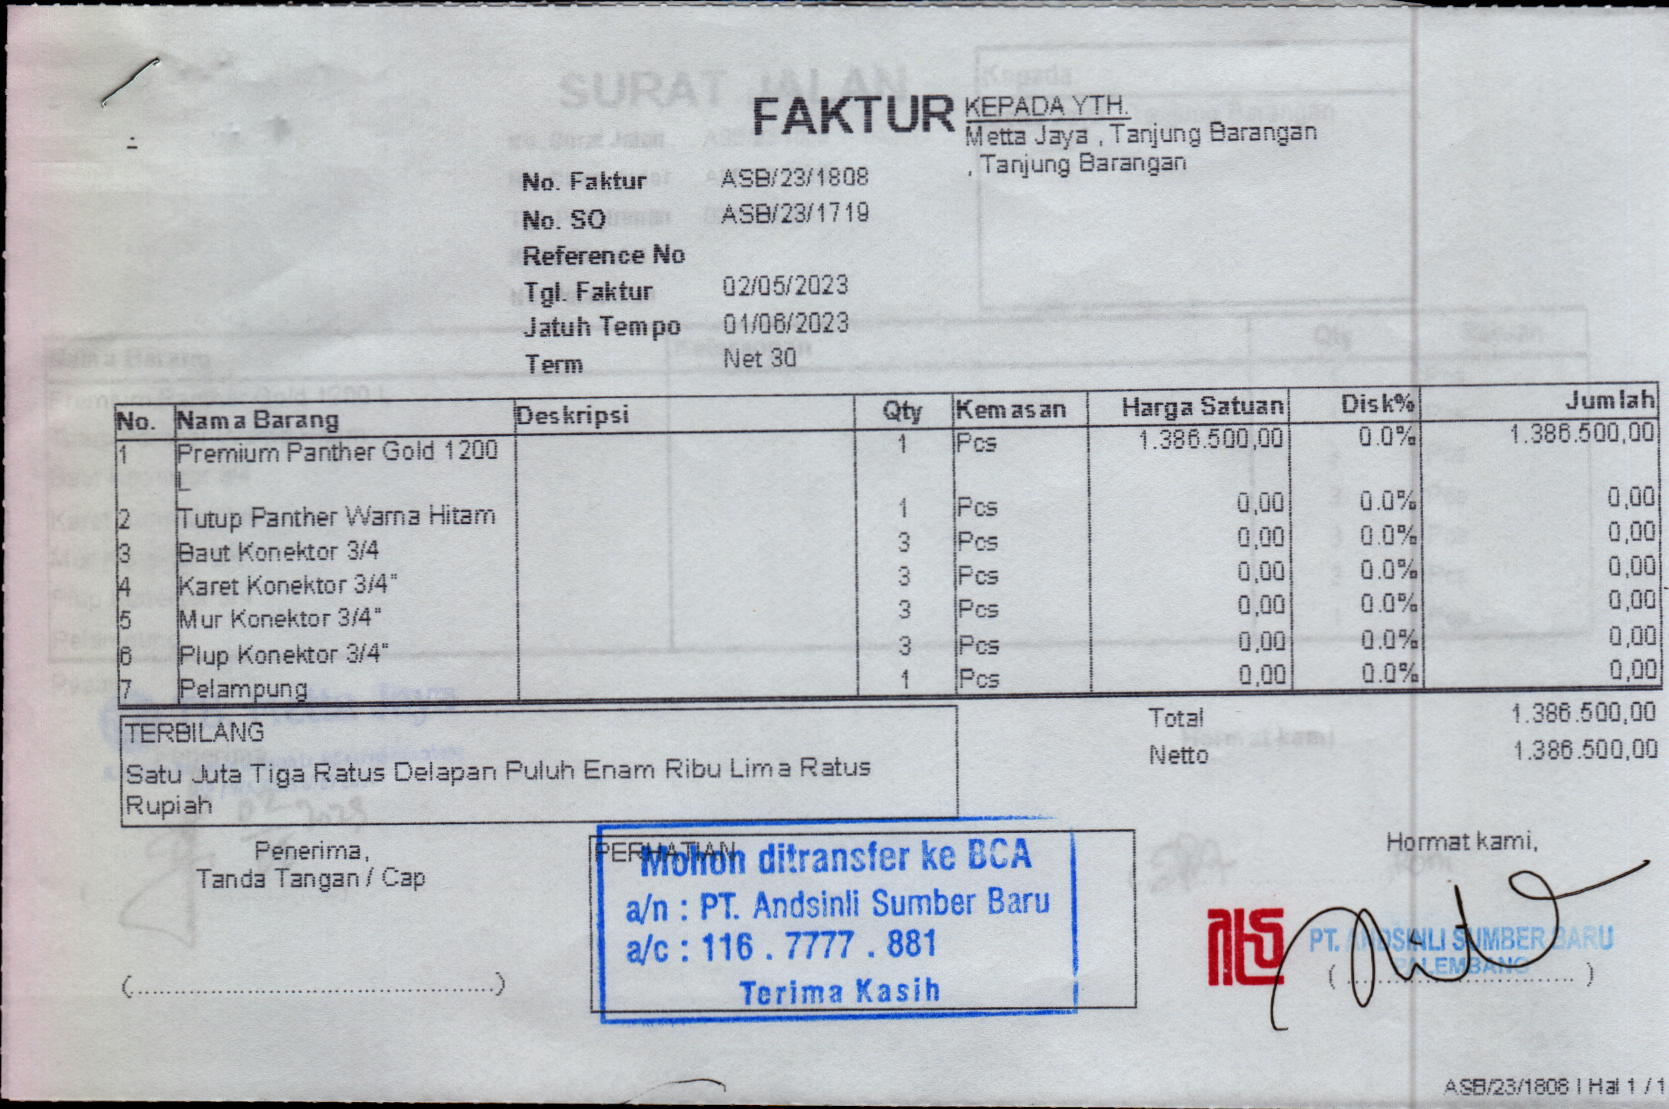 FAKTUR
KEPADA YTH.
Metta Jaya , Tanjung Barangan
, Tanjung Barangan
No. Faktur ASB/23/1808
No. SO ASB/23/1719
Reference No
Tgl. Faktur 02/05/2023
Jatuh Tempo 01/06/2023
Term Net 30
No. Nama Barang Deskripsi Qty Kemasan Harga Satuan Disk% Jumlah
1 Premium Panther Gold 1200 1 Pcs 1.386.500,00 0.0% 1.386.500,00
L
2 Tutup Panther Warna Hitam 1 Pcs 0,00 0.0% 0,00
3 Baut Konektor 3/4 3 Pcs 0,00 0.0% 0,00
4 Karet Konektor 3/4" 3 Pcs 0,00 0.0% 0,00
5 Mur Konektor 3/4" 3 Pcs 0,00 0.0% 0,00
6 Plup Konektor 3/4" 3 Pcs 0,00 0.0% 0,00
7 Pelampung 1 Pcs 0,00 0.0% 0,00
Total 1.386.500,00
Netto 1.386.500,00
TERBILANG
Satu Juta Tiga Ratus Delapan Puluh Enam Ribu Lima Ratus
Rupiah
Penerima,
Tanda Tangan / Cap
(................................................)
PERHATIAN
Mohon ditransfer ke BCA
a/n : PT. Andsinli Sumber Baru
a/c : 116 . 7777 . 881
Terima Kasih
Hormat kami,
PT. ANDSINLI SUMBER BARU
PALEMBANG
(................................)
ASB/23/1808 | Hal 1 / 1
SURAT JALAN